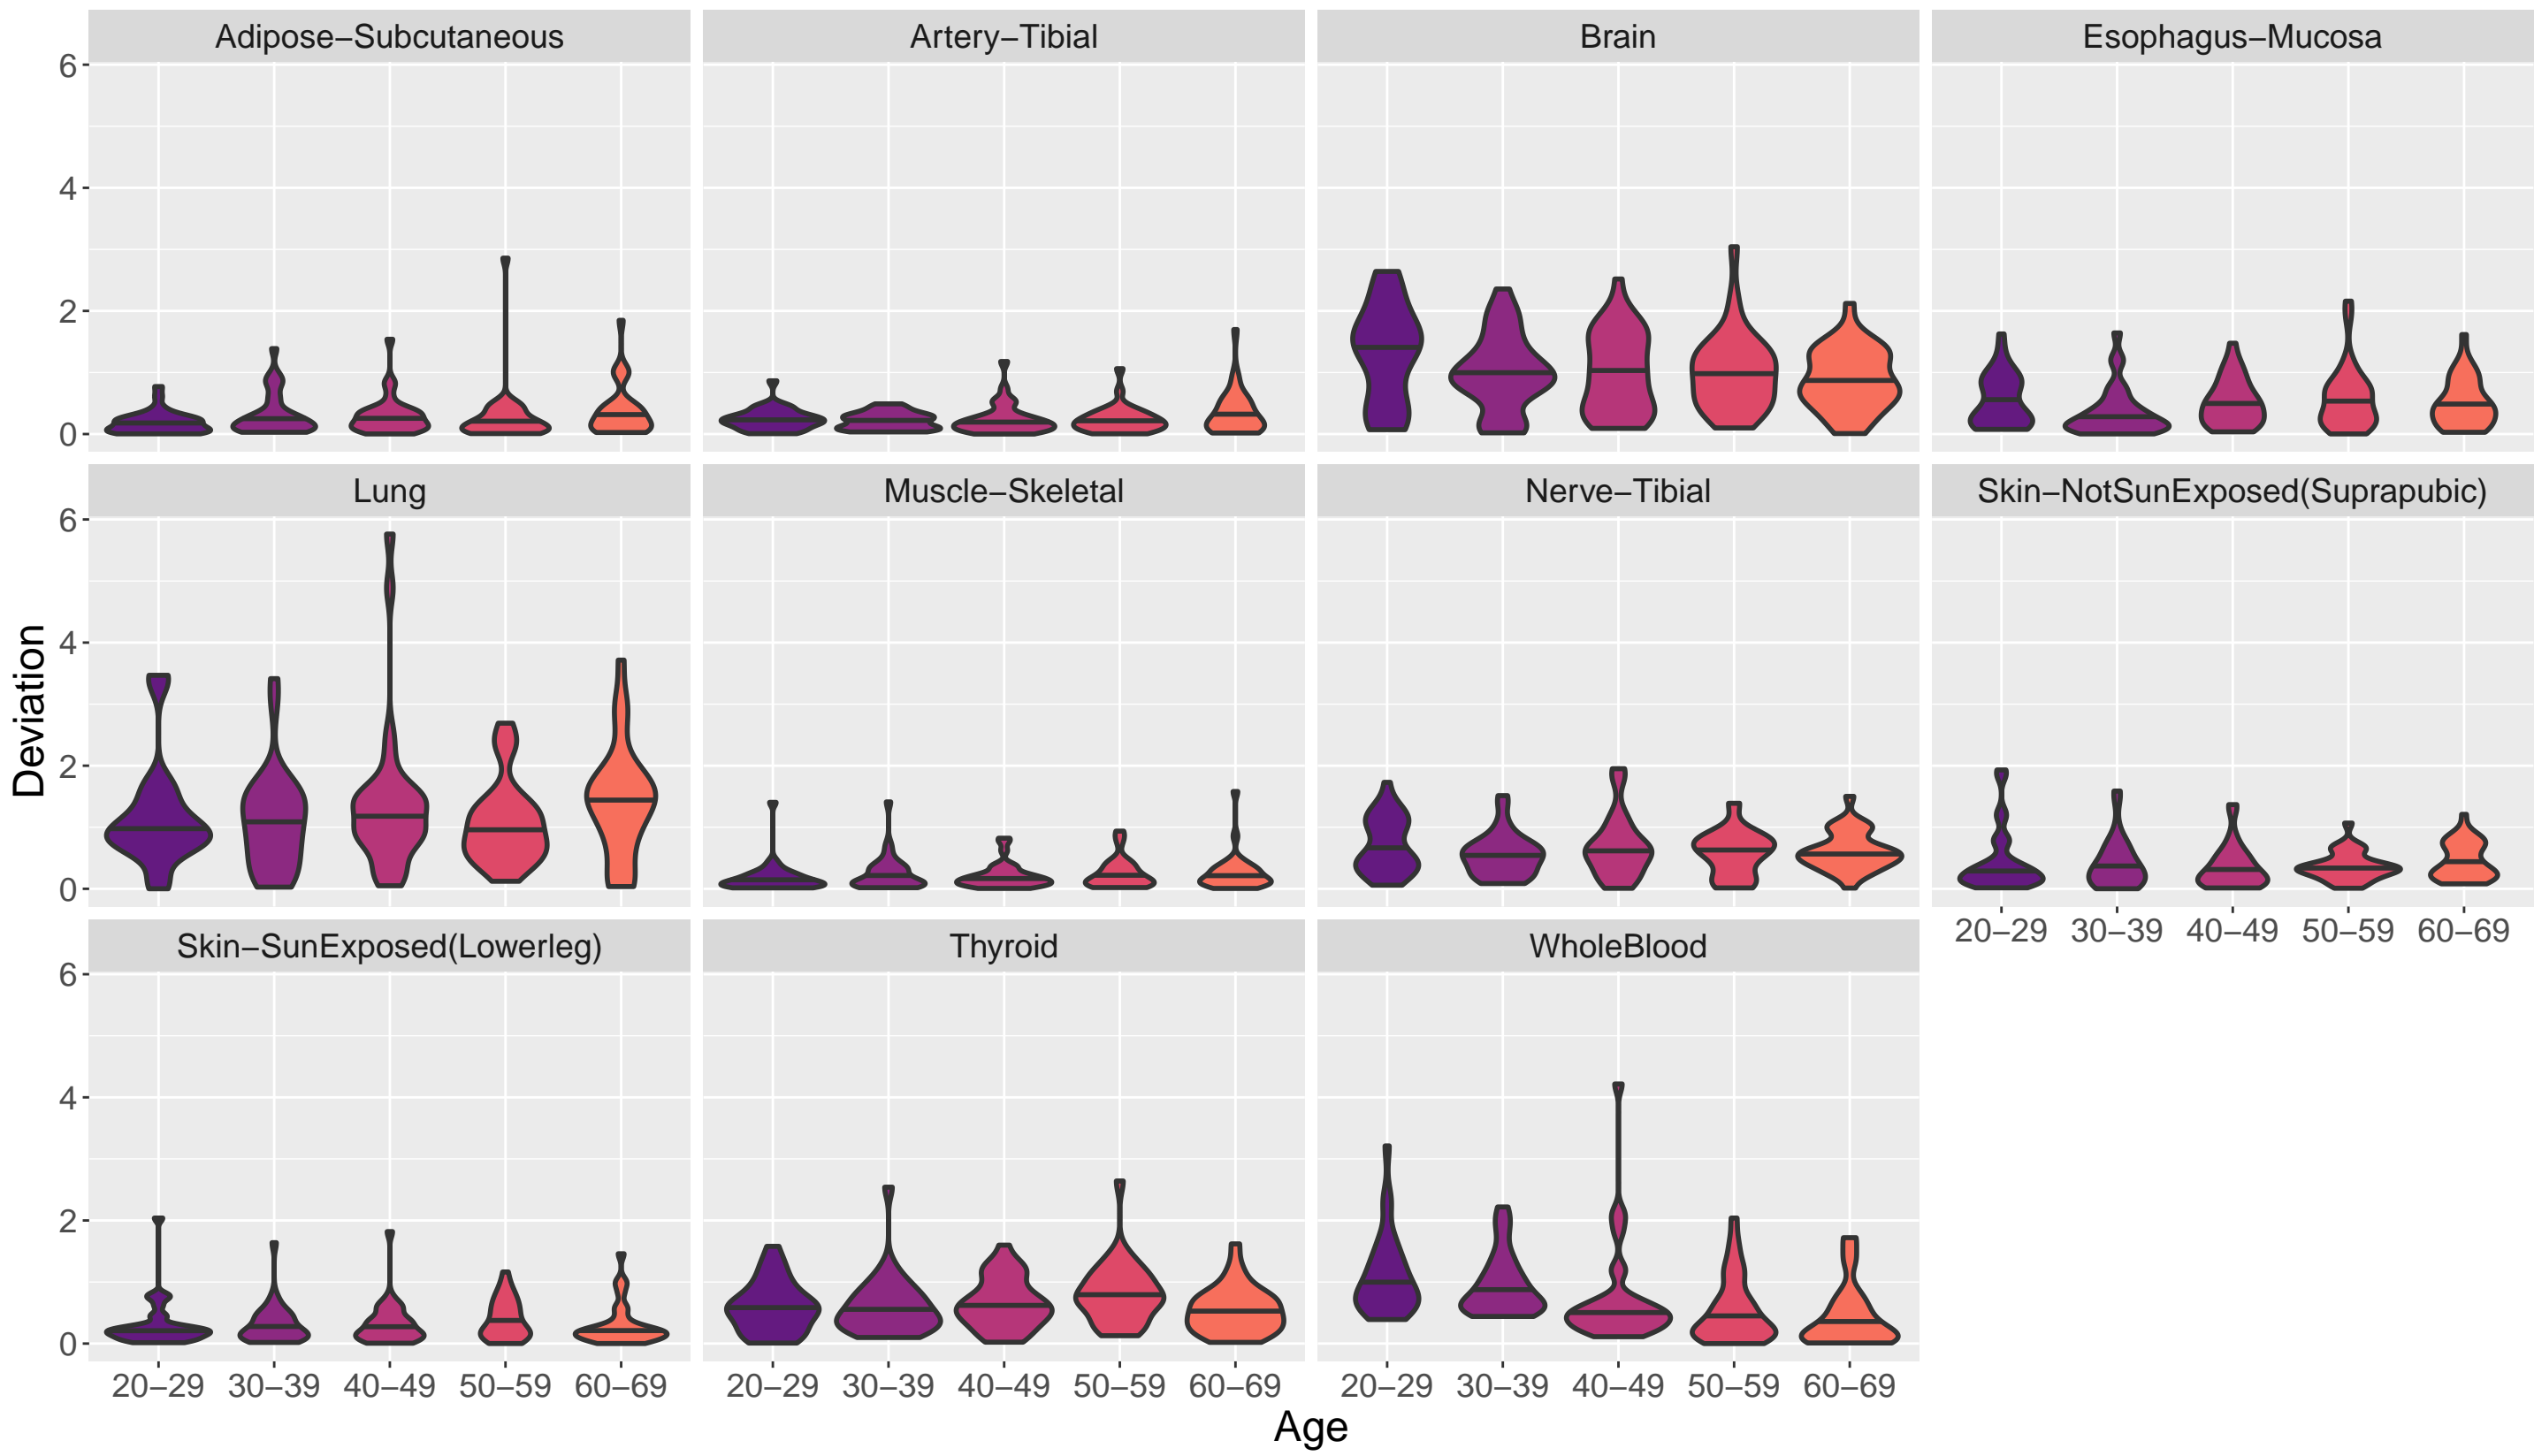 Adipose−Subcutaneous
Artery−Tibial
Brain
Esophagus−Mucosa
6
4
2
0
Lung
Muscle−Skeletal
Nerve−Tibial
Skin−NotSunExposed(Suprapubic)
6
4
2
0
20−29 30−39 40−49 50−59 60−69
Skin−SunExposed(Lowerleg)
Thyroid
WholeBlood
6
4
2
0
20−29 30−39 40−49 50−59 60−69
20−29 30−39 40−49 50−59 60−69
20−29 30−39 40−49 50−59 60−69
Deviation
Age